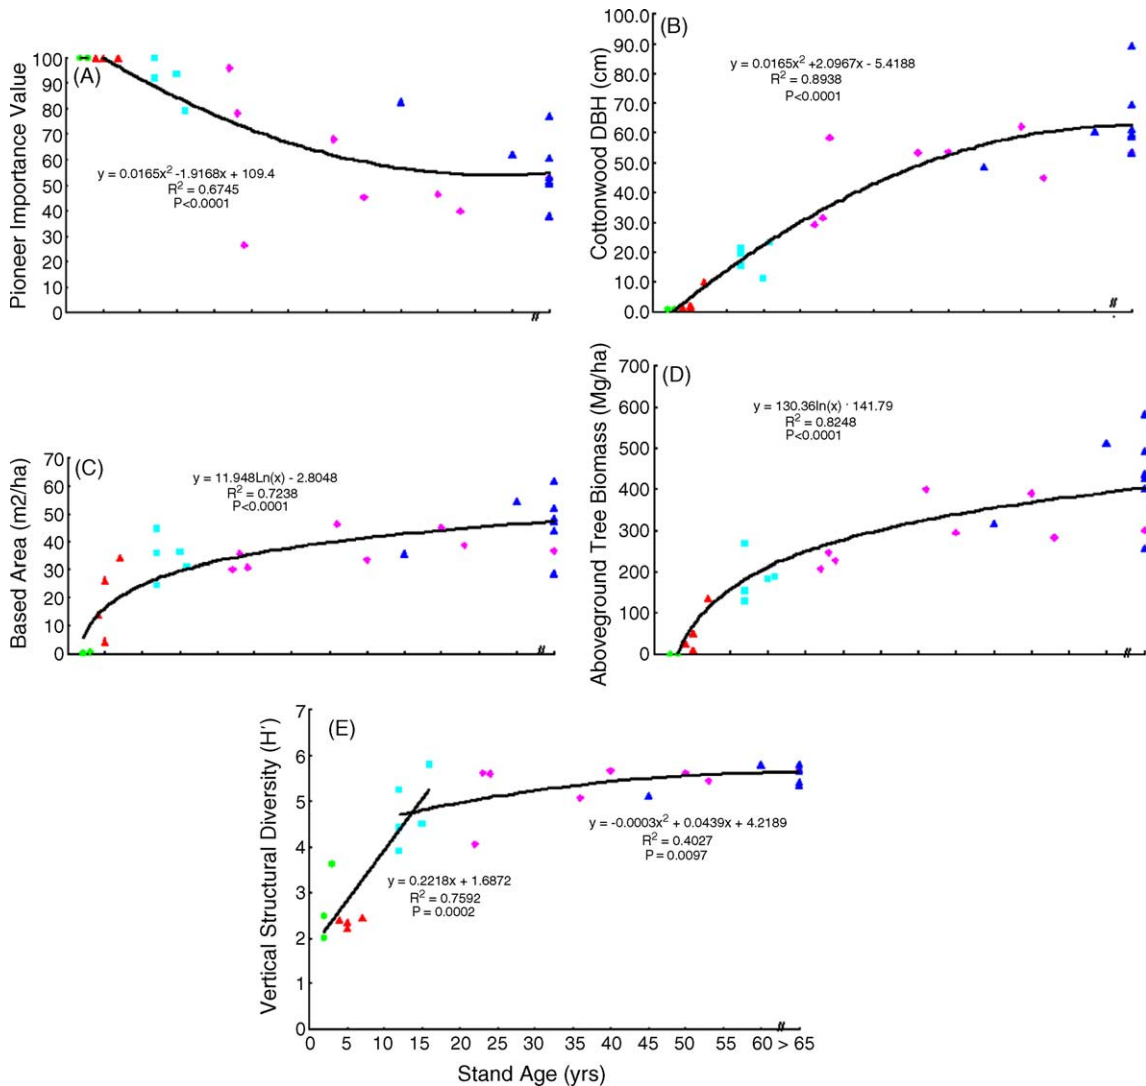 (A)
Pioneer Importance Value
100
90
80
70
60
50
40
30
20
10
0
y = 0.0165x² -1.9168x + 109.4
R² = 0.6745
P<0.0001
//
(B)
Cottonwood DBH (cm)
100.0
90.0
80.0
70.0
60.0
50.0
40.0
30.0
20.0
10.0
0.0
y = 0.0165x² +2.0967x - 5.4188
R² = 0.8938
P<0.0001
//
(C)
Based Area (m2/ha)
70
60
50
40
30
20
10
0
y = 11.948Ln(x) - 2.8048
R² = 0.7238
P<0.0001
//
(D)
Aboveground Tree Biomass (Mg/ha)
700
600
500
400
300
200
100
0
y = 130.36ln(x) · 141.79
R² = 0.8248
P<0.0001
//
(E)
Vertical Structural Diversity (H′)
7
6
5
4
3
2
1
0
y = -0.0003x² + 0.0439x + 4.2189
R² = 0.4027
P = 0.0097
y = 0.2218x + 1.6872
R² = 0.7592
P = 0.0002
//
0 5 10 15 20 25 30 35 40 45 50 60 > 65
Stand Age (yrs)